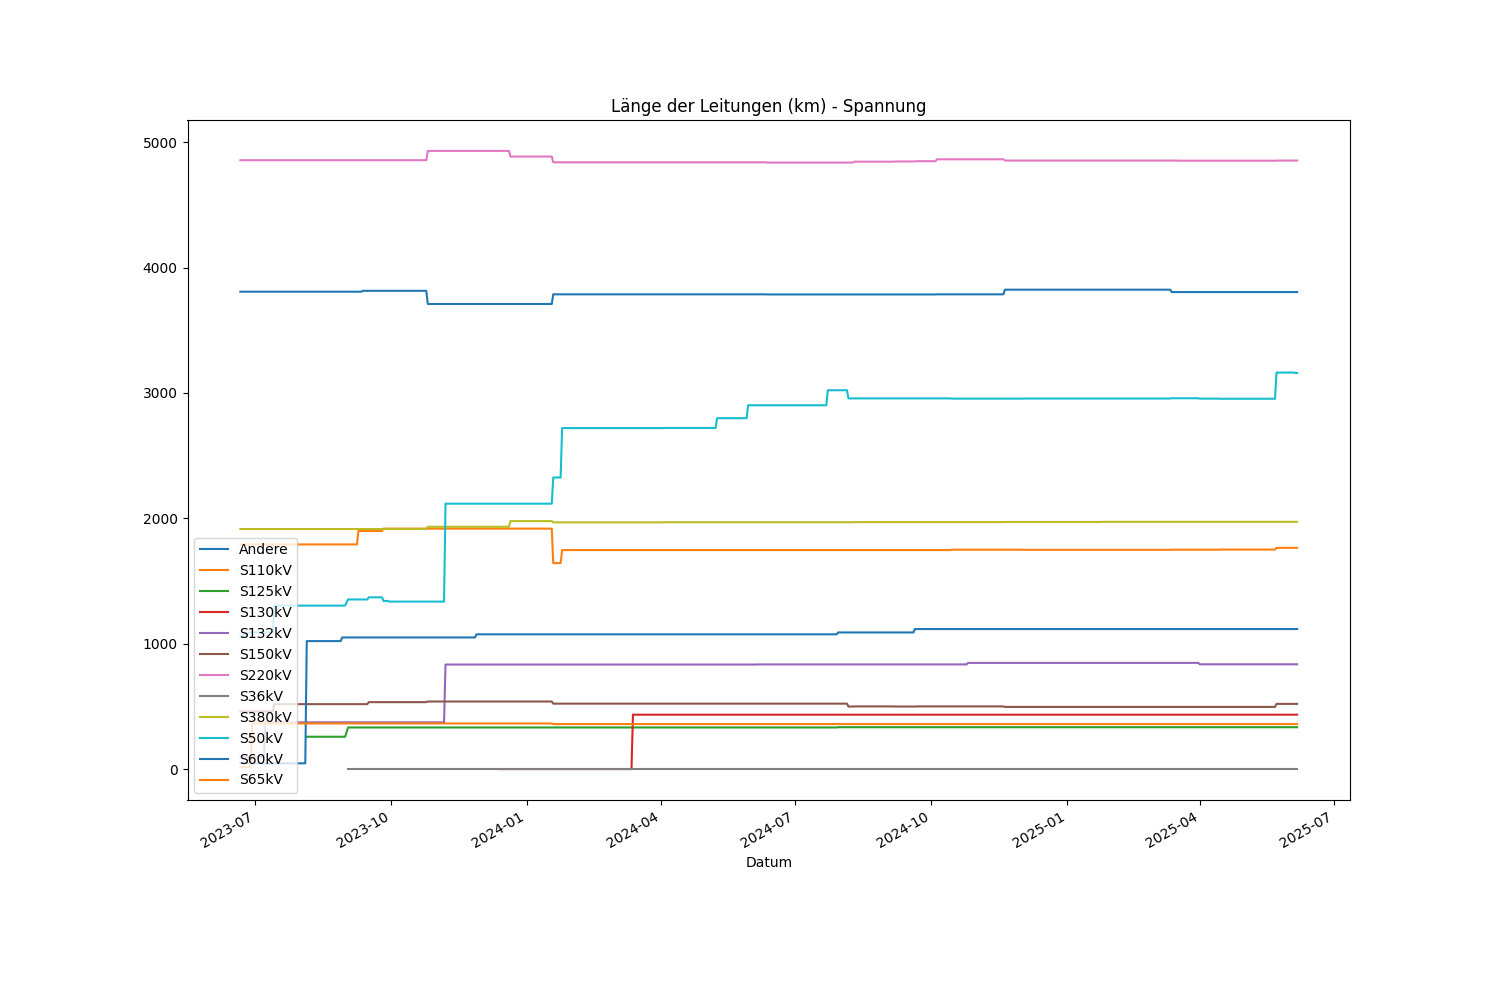 Länge der Leitungen (km) - Spannung
5000
4000
3000
2000
1000
0
Andere
S110kV
S125kV
S130kV
S132kV
S150kV
S220kV
S36kV
S380kV
S50kV
S60kV
S65kV
2023-07
2023-10
2024-01
2024-04
2024-07
2024-10
2025-01
2025-04
2025-07
Datum